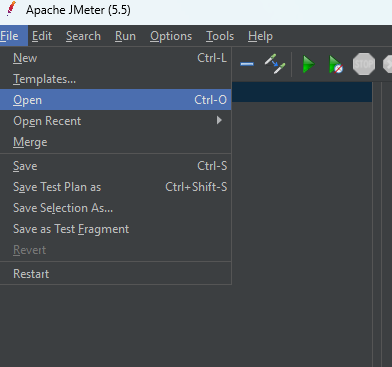 Apache JMeter (5.5)
File Edit Search Run Options Tools Help
New Ctrl-L
Templates...
Open Ctrl-O
Open Recent
Merge
Save Ctrl-S
Save Test Plan as Ctrl+Shift-S
Save Selection As...
Save as Test Fragment
Revert
Restart
STOP